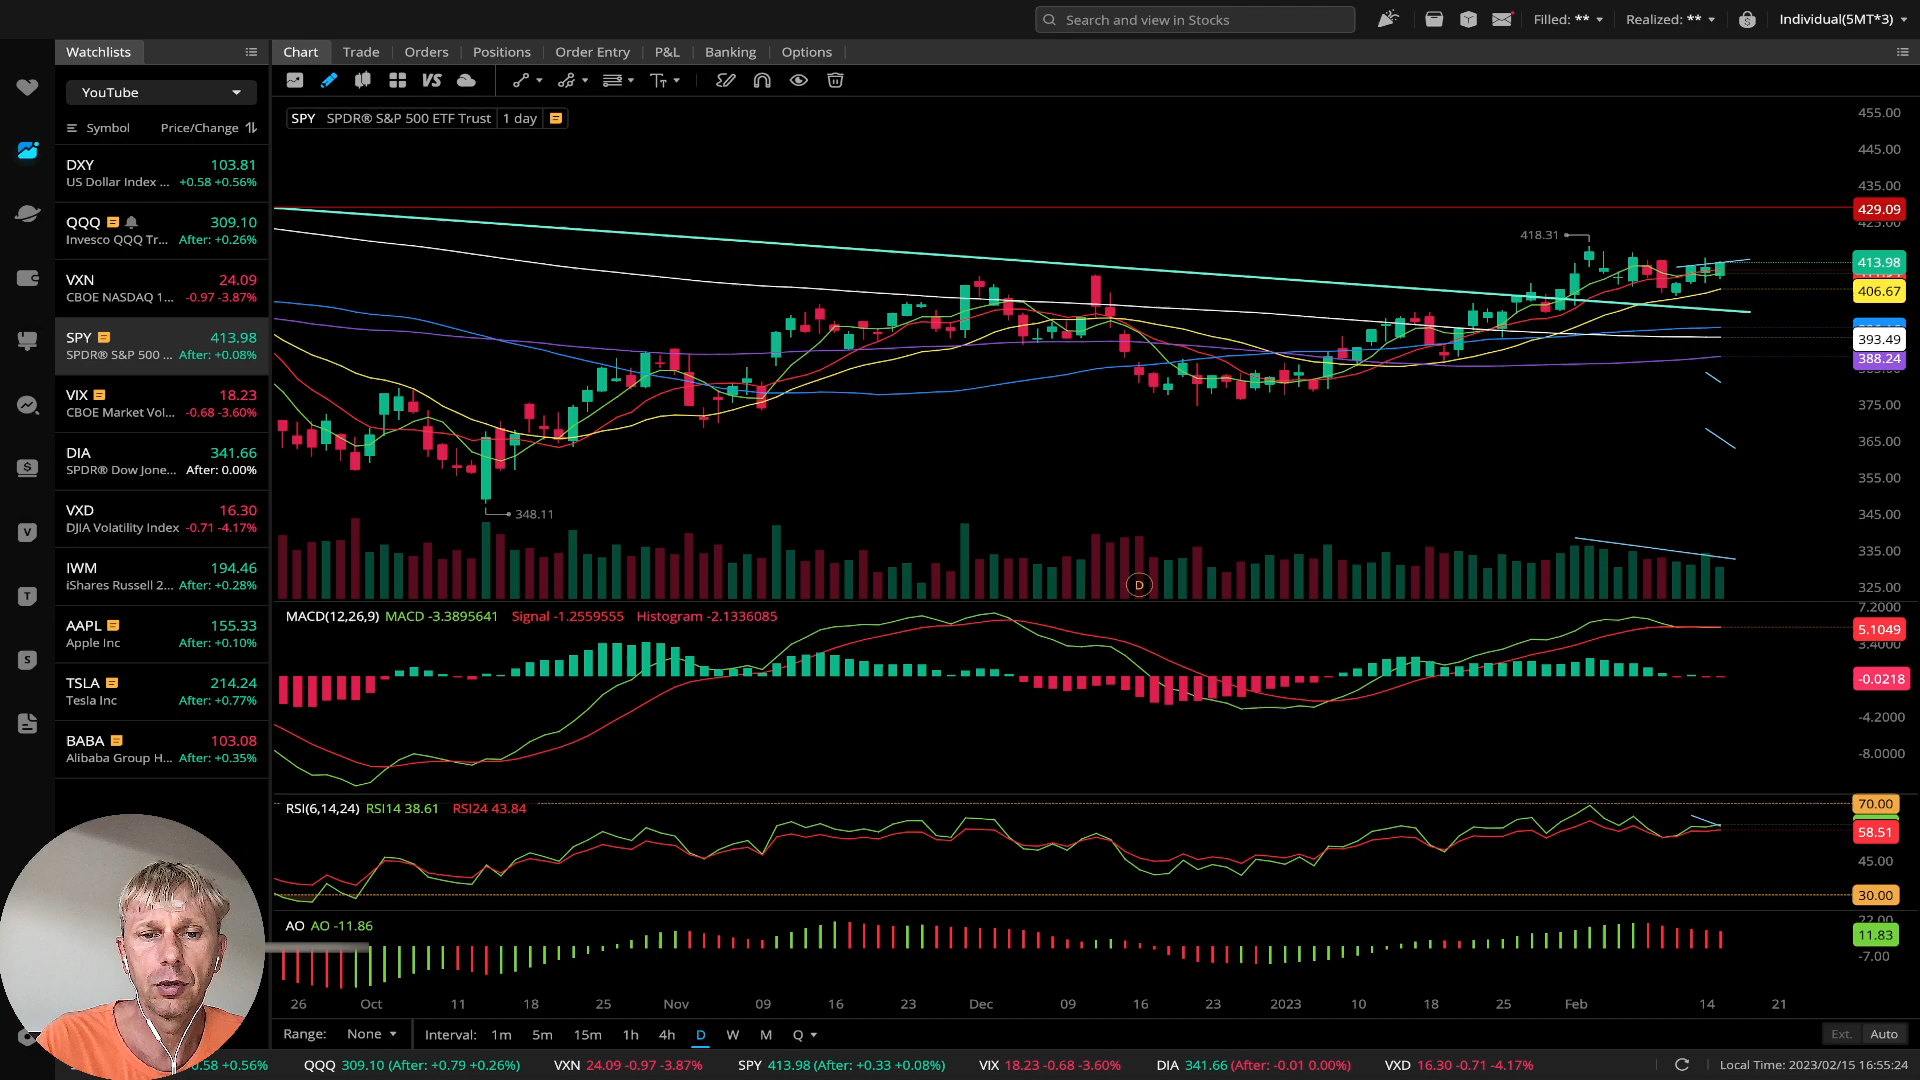 Search and view in Stocks
Filled: **
Realized: **
Individual(5MT*3)
Watchlists
Chart
Trade
Orders
Positions
Order Entry
P&L
Banking
Options
YouTube
VS
Symbol
Price/Change
SPY SPDR® S&P 500 ETF Trust 1 day
DXY 103.81
US Dollar Index ... +0.58 +0.56%
QQQ 309.10
Invesco QQQ Tr... After: +0.26%
VXN 24.09
CBOE NASDAQ 1... -0.97 -3.87%
SPY 413.98
SPDR® S&P 500 ... After: +0.08%
VIX 18.23
CBOE Market Vol... -0.68 -3.60%
DIA 341.66
SPDR® Dow Jone... After: 0.00%
VXD 16.30
DJIA Volatility Index -0.71 -4.17%
IWM 194.46
iShares Russell 2... After: +0.28%
AAPL 155.33
Apple Inc After: +0.10%
TSLA 214.24
Tesla Inc After: +0.77%
BABA 103.08
Alibaba Group H... After: +0.35%
455.00
445.00
435.00
429.09
425.00
418.31
413.98
406.67
393.49
388.24
375.00
365.00
355.00
348.11
345.00
335.00
325.00
D
MACD(12,26,9) MACD -3.3895641 Signal -1.2559555 Histogram -2.1336085
7.2000
5.1049
3.4000
-0.0218
-4.2000
-8.0000
RSI(6,14,24) RSI14 38.61 RSI24 43.84
70.00
58.51
45.00
30.00
AO AO -11.86
22.00
11.83
-7.00
26 Oct 11 18 25 Nov 09 16 23 Dec 09 16 23 2023 10 18 25 Feb 14 21
Range: None
Interval: 1m 5m 15m 1h 4h D W M Q
Ext. Auto
0.58 +0.56%
QQQ 309.10 (After: +0.79 +0.26%)
VXN 24.09 -0.97 -3.87%
SPY 413.98 (After: +0.33 +0.08%)
VIX 18.23 -0.68 -3.60%
DIA 341.66 (After: -0.01 0.00%)
VXD 16.30 -0.71 -4.17%
Local Time: 2023/02/15 16:55:24